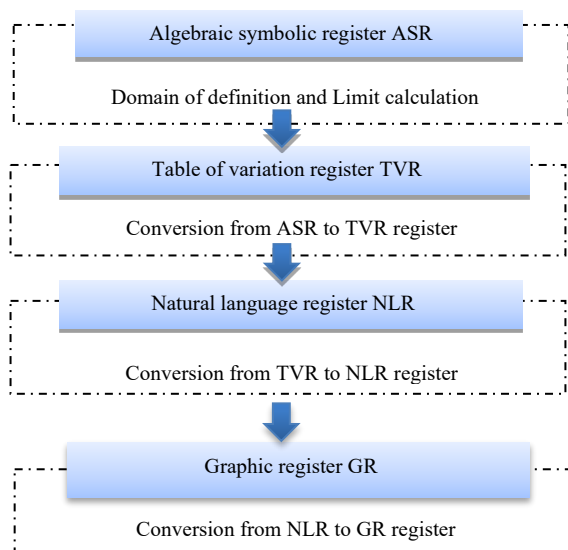 Algebraic symbolic register ASR
Domain of definition and Limit calculation
Table of variation register TVR
Conversion from ASR to TVR register
Natural language register NLR
Conversion from TVR to NLR register
Graphic register GR
Conversion from NLR to GR register